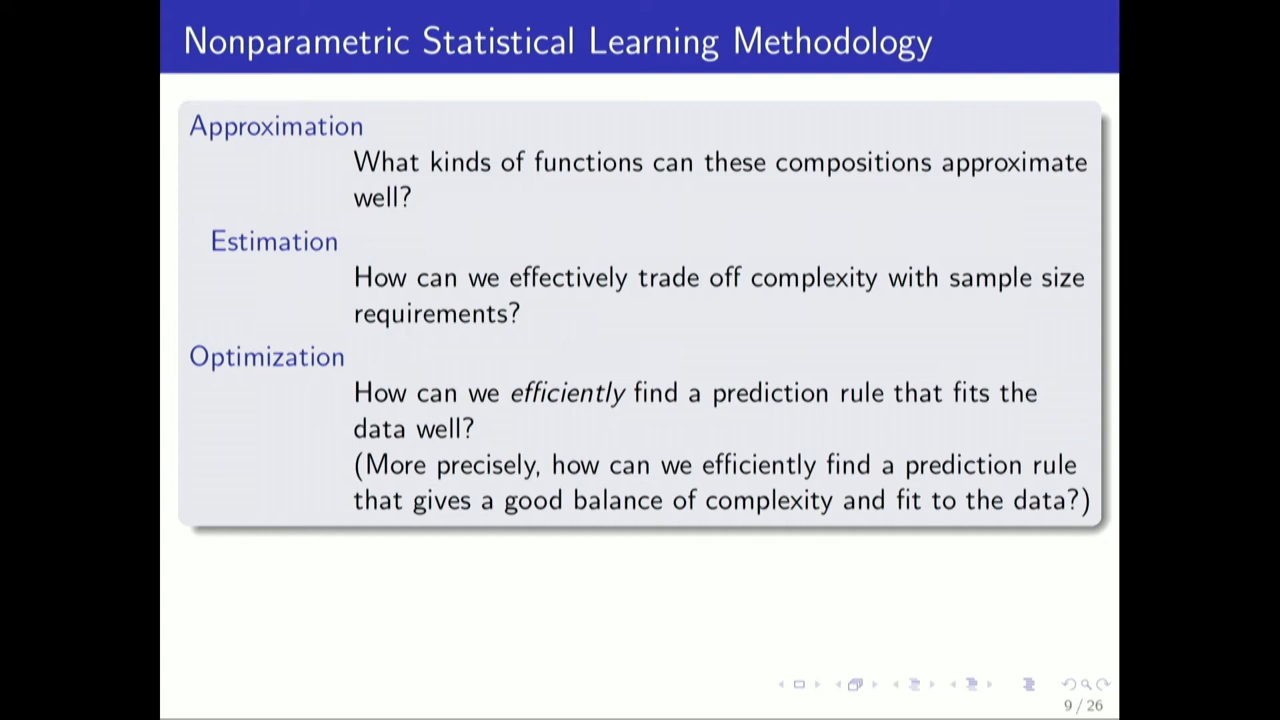 Nonparametric Statistical Learning Methodology
Approximation
What kinds of functions can these compositions approximate
well?
Estimation
How can we effectively trade off complexity with sample size
requirements?
Optimization
How can we efficiently find a prediction rule that fits the
data well?
(More precisely, how can we efficiently find a prediction rule
that gives a good balance of complexity and fit to the data?)
9 / 26